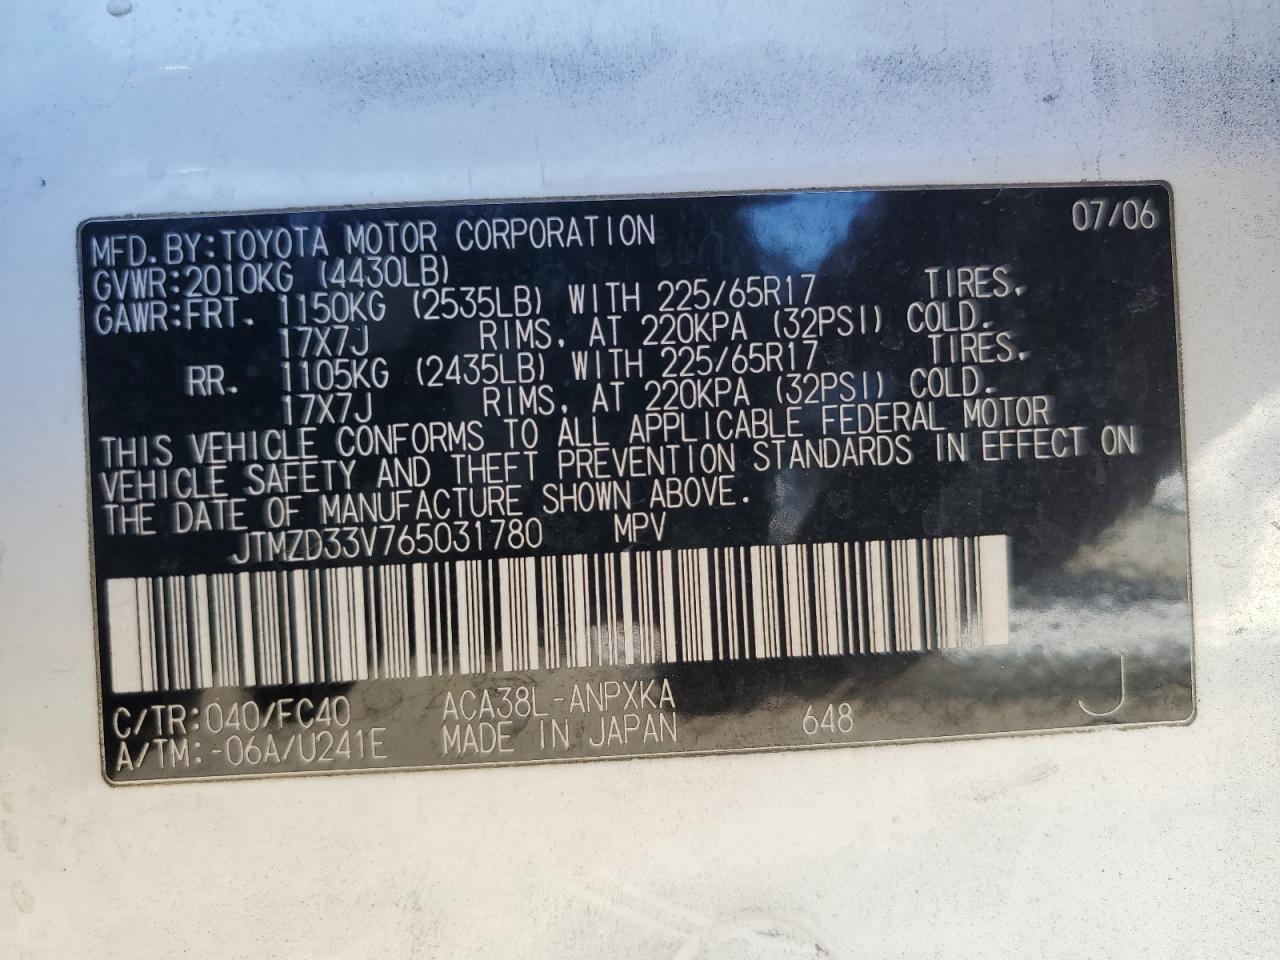 07/06
MFD.BY:TOYOTA MOTOR CORPORATION
GVWR:2010KG (4430LB)
GAWR:FRT. 1150KG (2535LB) WITH 225/65R17 TIRES.
17X7J RIMS, AT 220KPA (32PSI) COLD.
RR. 1105KG (2435LB) WITH 225/65R17 TIRES.
17X7J RIMS, AT 220KPA (32PSI) COLD.
THIS VEHICLE CONFORMS TO ALL APPLICABLE FEDERAL MOTOR
VEHICLE SAFETY AND THEFT PREVENTION STANDARDS IN EFFECT ON
THE DATE OF MANUFACTURE SHOWN ABOVE.
JTMZD33V765031780 MPV
C/TR:040/FC40 ACA38L-ANPXKA
A/TM:-06A/U241E MADE IN JAPAN 648 J